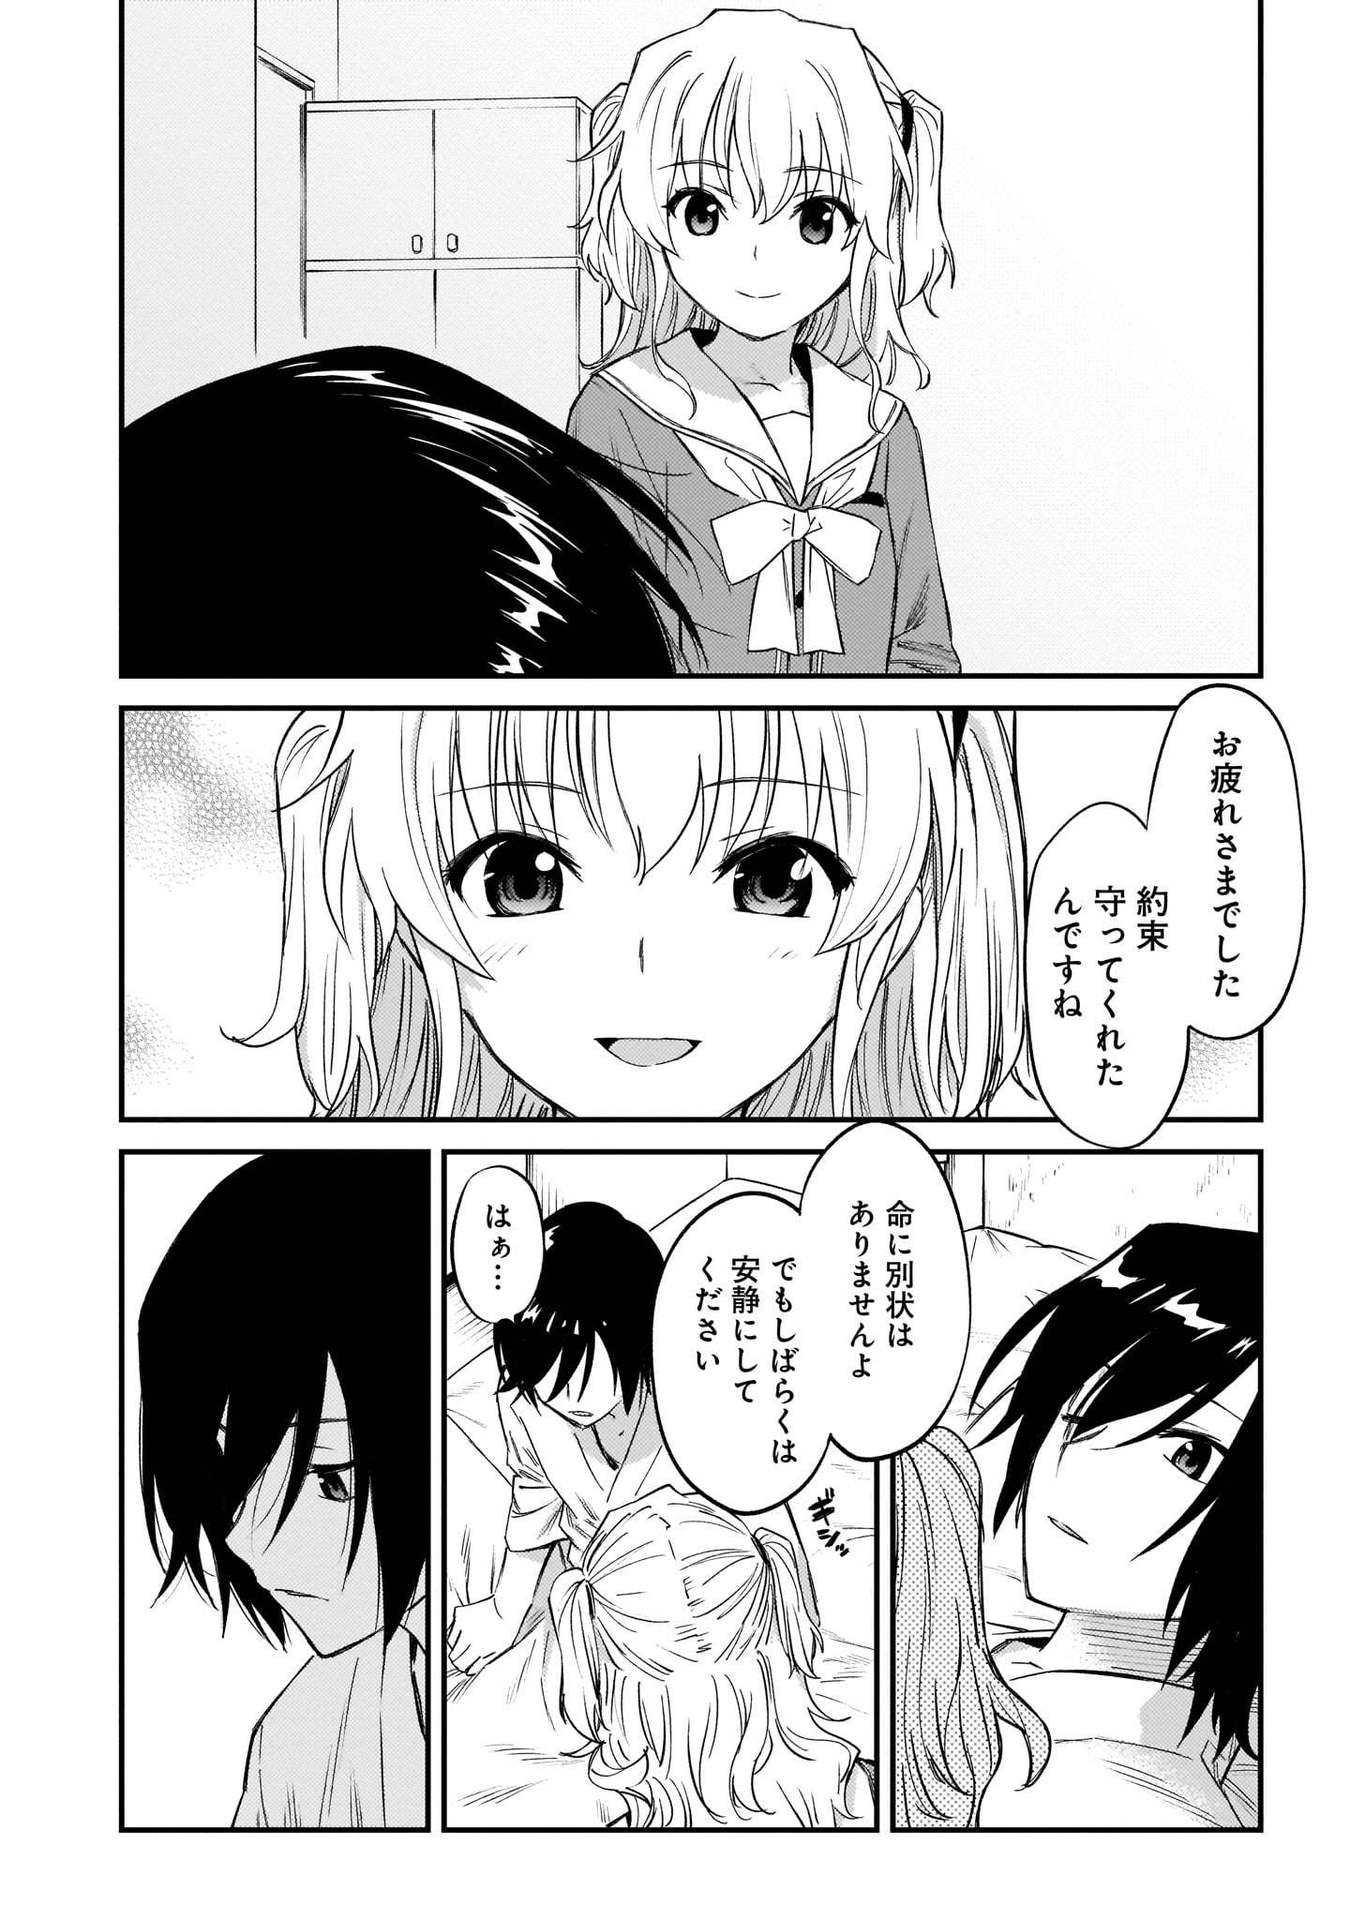 お疲れさまでした
約束
守ってくれた
んですね
命に別状は
ありませんよ
でもしばらくは
安静にして
ください
ギシッ
はぁ…